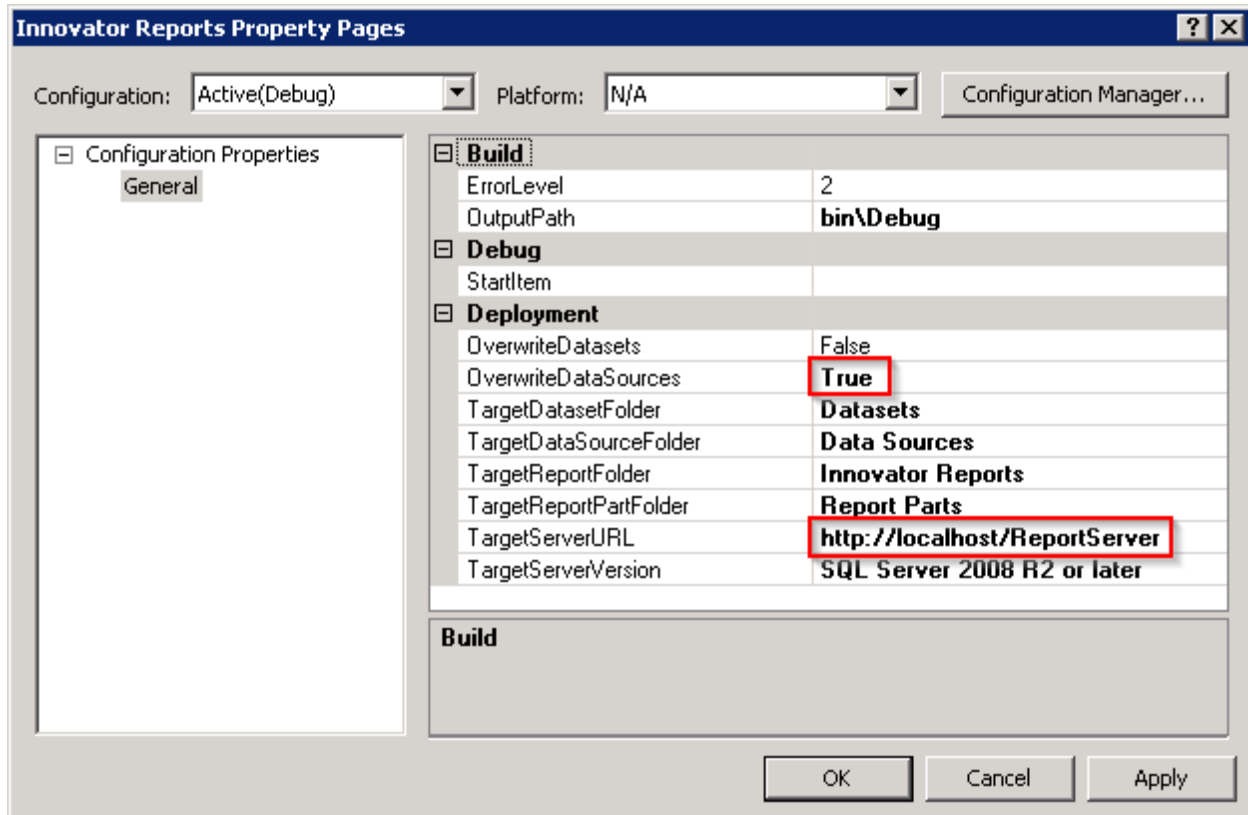 Innovator Reports Property Pages
Configuration: Active(Debug) Platform: N/A Configuration Manager...
Configuration Properties
General
Build
ErrorLevel 2
OutputPath bin\Debug
Debug
StartItem
Deployment
OverwriteDatasets False
OverwriteDataSources True
TargetDatasetFolder Datasets
TargetDataSourceFolder Data Sources
TargetReportFolder Innovator Reports
TargetReportPartFolder Report Parts
TargetServerURL http://localhost/ReportServer
TargetServerVersion SQL Server 2008 R2 or later
Build
OK Cancel Apply